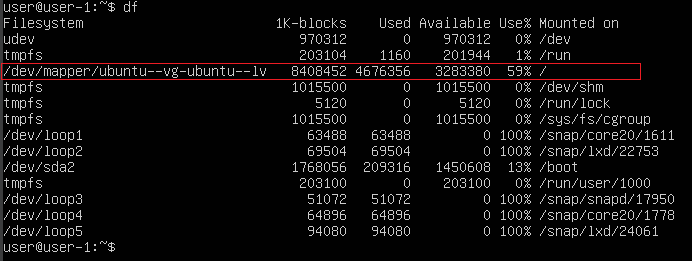 user@user-1:~$ df
Filesystem 1K-blocks Used Available Use% Mounted on
udev 970312 0 970312 0% /dev
tmpfs 203104 1160 201944 1% /run
/dev/mapper/ubuntu--vg-ubuntu--lv 8408452 4676356 3283380 59% /
tmpfs 1015500 0 1015500 0% /dev/shm
tmpfs 5120 0 5120 0% /run/lock
tmpfs 1015500 0 1015500 0% /sys/fs/cgroup
/dev/loop1 63488 63488 0 100% /snap/core20/1611
/dev/loop2 69504 69504 0 100% /snap/lxd/22753
/dev/sda2 1768056 209316 1450608 13% /boot
tmpfs 203100 0 203100 0% /run/user/1000
/dev/loop3 51072 51072 0 100% /snap/snapd/17950
/dev/loop4 64896 64896 0 100% /snap/core20/1778
/dev/loop5 94080 94080 0 100% /snap/lxd/24061
user@user-1:~$